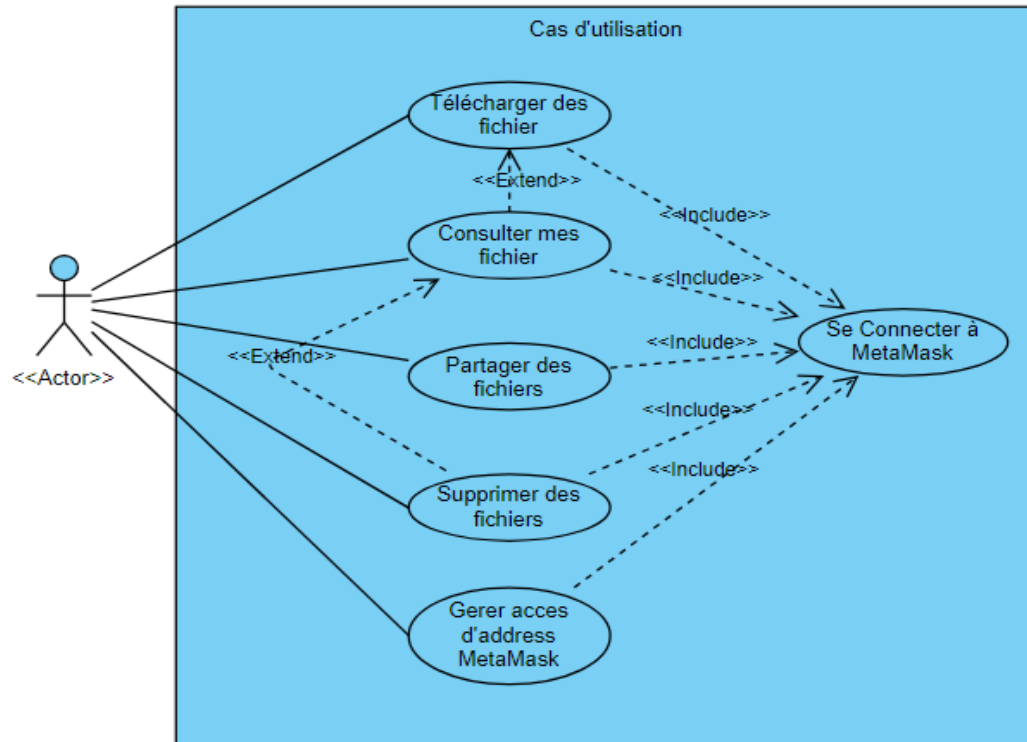 Cas d'utilisation
Télécharger des
fichier
<<Extend>>
<<Include>>
Consulter mes
fichier
<<Include>>
Se Connecter à
MetaMask
<<Include>>
<<Extend>>
Partager des
fichiers
<<Actor>>
<<Include>>
<<Include>>
Supprimer des
fichiers
Gerer acces
d'address
MetaMask